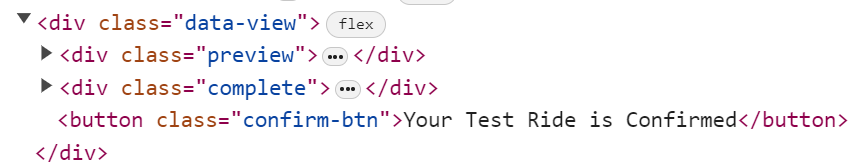 <div class="data-view"> flex
<div class="preview"> ••• </div>
<div class="complete"> ••• </div>
<button class="confirm-btn">Your Test Ride is Confirmed</button>
</div>